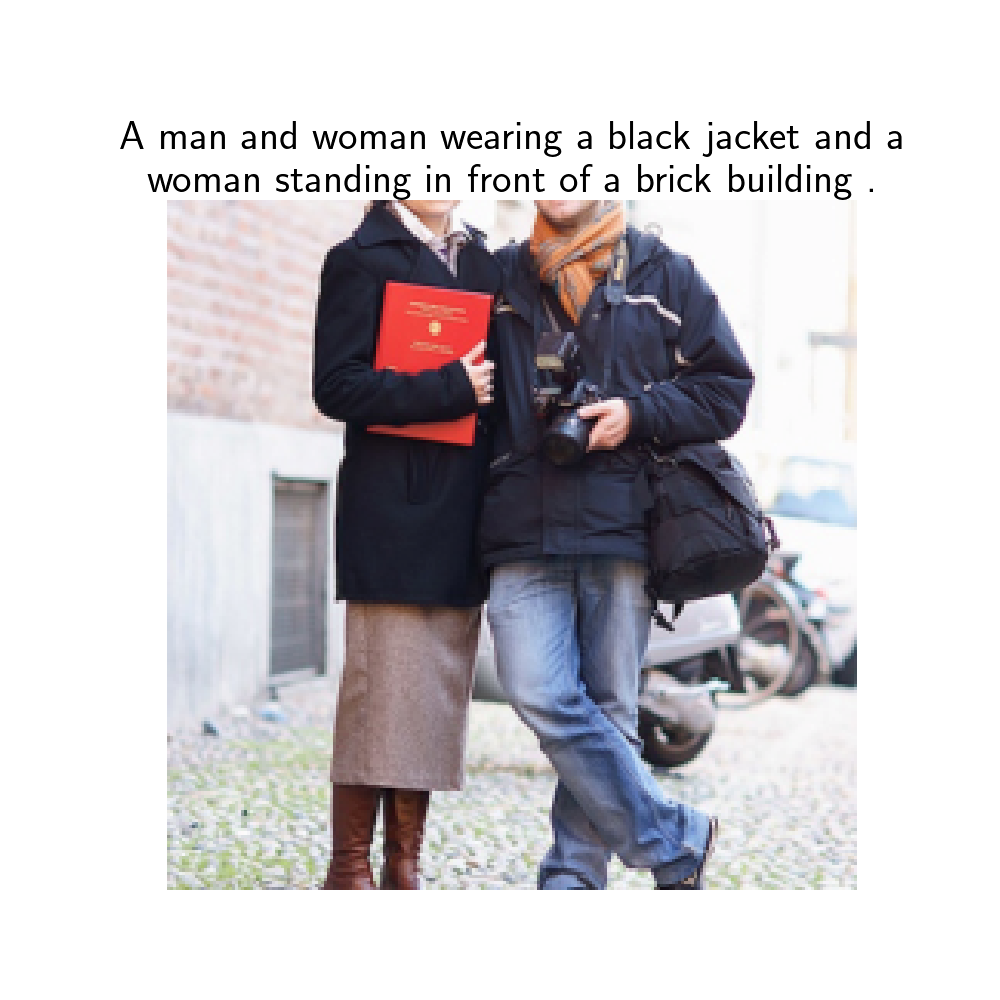 A man and woman wearing a black jacket and a
woman standing in front of a brick building .